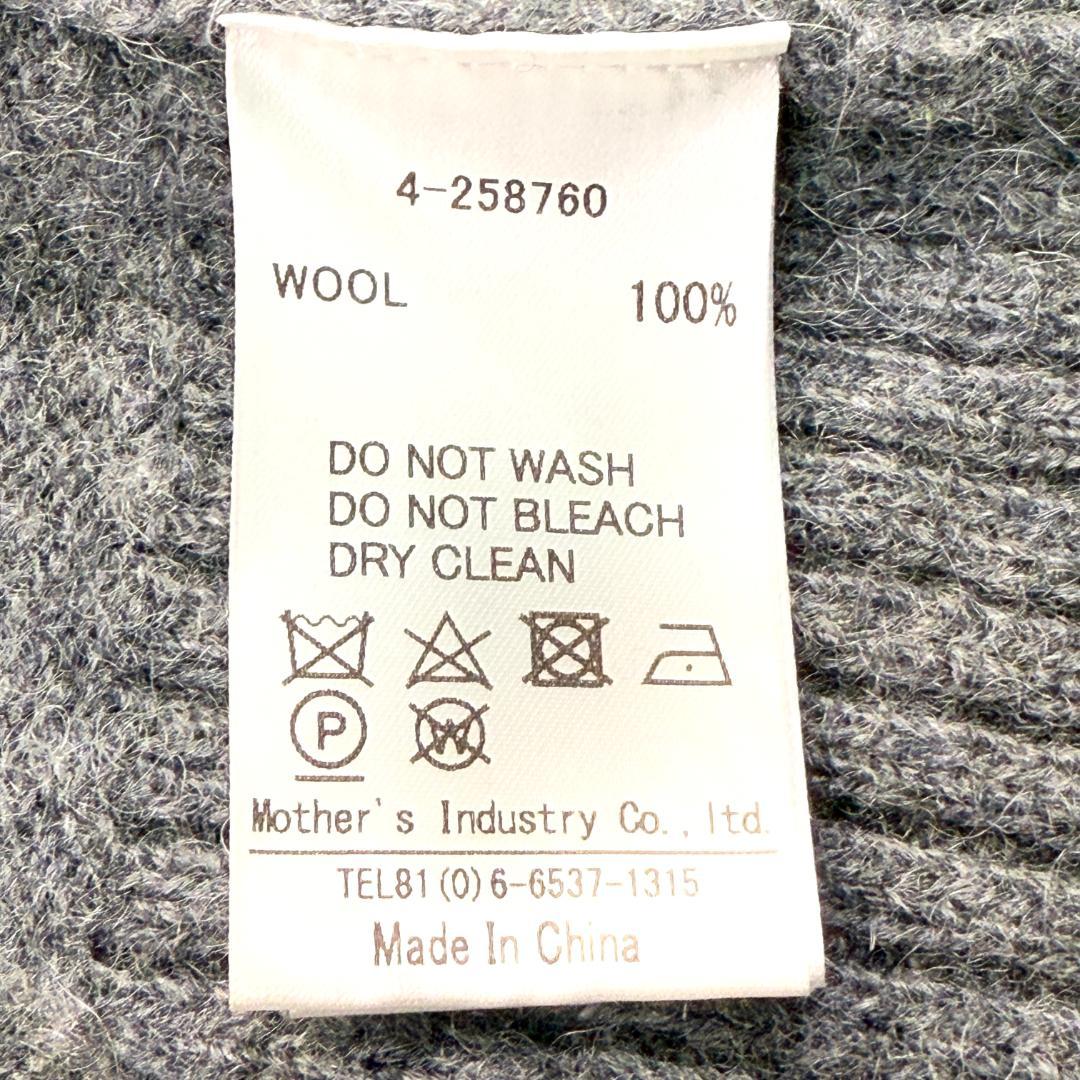 4-258760
WOOL 100%
DO NOT WASH
DO NOT BLEACH
DRY CLEAN
P W
Mother's Industry Co., ltd.
TEL81(0)6-6537-1315
Made In China